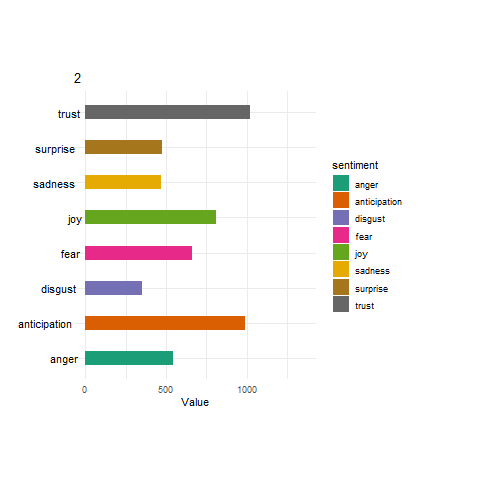 2
trust
surprise
sadness
joy
fear
disgust
anticipation
anger
0 500 1000
Value
sentiment
anger
anticipation
disgust
fear
joy
sadness
surprise
trust